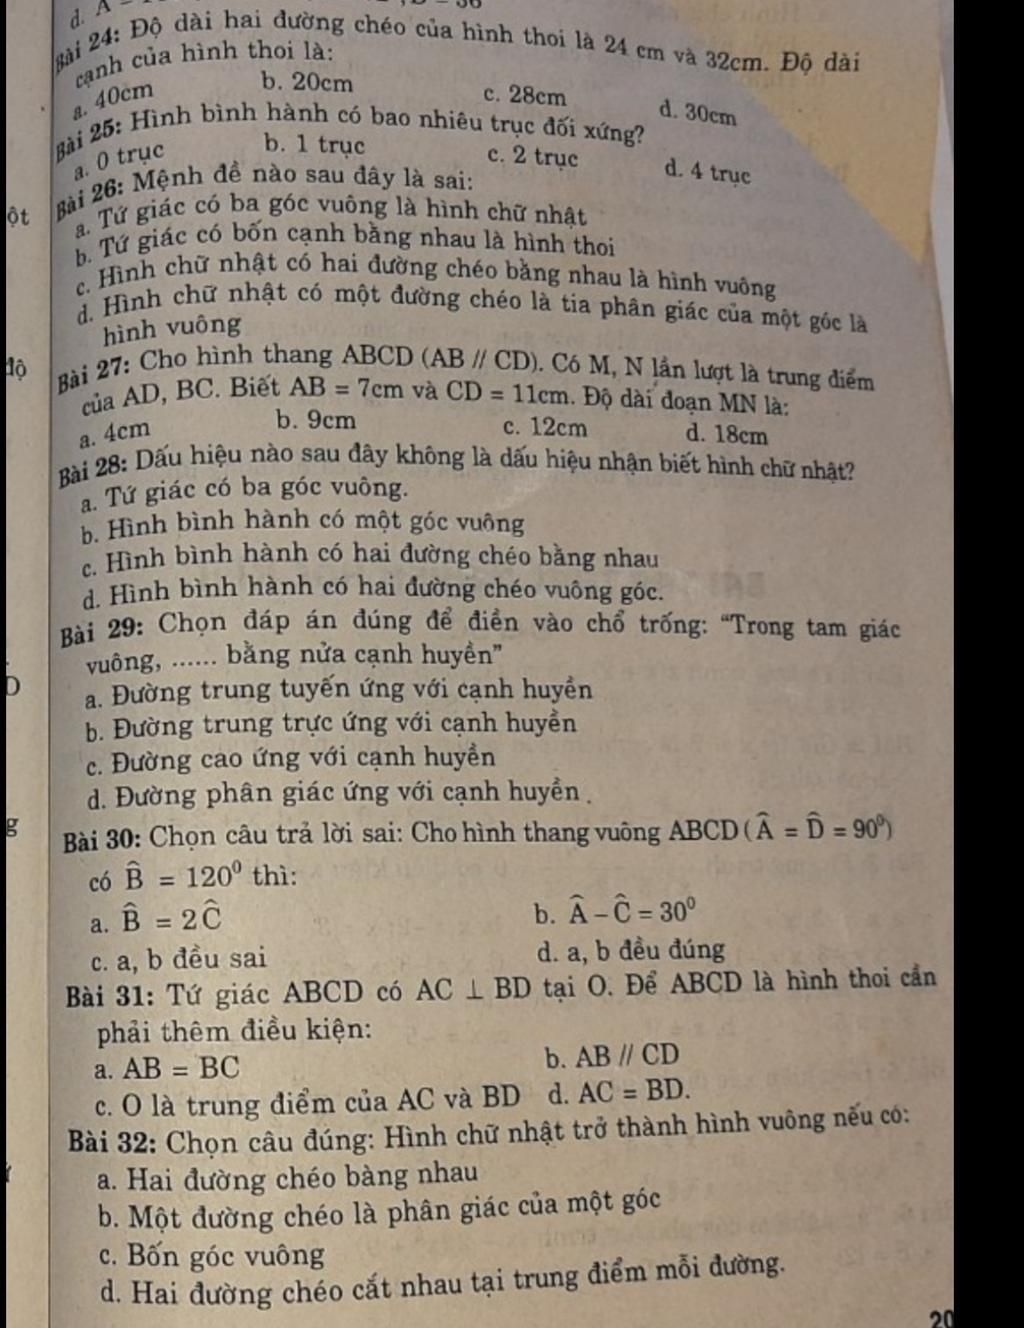 d. A
Bài 24: Độ dài hai đường chéo của hình thoi là 24 cm và 32cm. Độ dài
cạnh của hình thoi là:
a. 40cm b. 20cm c. 28cm d. 30cm
Bài 25: Hình bình hành có bao nhiêu trục đối xứng?
a. 0 trục b. 1 trục c. 2 trục d. 4 trục
Bài 26: Mệnh đề nào sau đây là sai:
a. Tứ giác có ba góc vuông là hình chữ nhật
b. Tứ giác có bốn cạnh bằng nhau là hình thoi
c. Hình chữ nhật có hai đường chéo bằng nhau là hình vuông
d. Hình chữ nhật có một đường chéo là tia phân giác của một góc là
hình vuông
Bài 27: Cho hình thang ABCD (AB // CD). Có M, N lần lượt là trung điểm
của AD, BC. Biết AB = 7cm và CD = 11cm. Độ dài đoạn MN là:
a. 4cm b. 9cm c. 12cm d. 18cm
Bài 28: Dấu hiệu nào sau đây không là dấu hiệu nhận biết hình chữ nhật?
a. Tứ giác có ba góc vuông.
b. Hình bình hành có một góc vuông
c. Hình bình hành có hai đường chéo bằng nhau
d. Hình bình hành có hai đường chéo vuông góc.
Bài 29: Chọn đáp án đúng để điền vào chổ trống: “Trong tam giác
vuông, ...... bằng nửa cạnh huyền”
a. Đường trung tuyến ứng với cạnh huyền
b. Đường trung trực ứng với cạnh huyền
c. Đường cao ứng với cạnh huyền
d. Đường phân giác ứng với cạnh huyền.
Bài 30: Chọn câu trả lời sai: Cho hình thang vuông ABCD (Â = D̂ = 90⁰)
có B̂ = 120⁰ thì:
a. B̂ = 2Ĉ b. Â – Ĉ = 30⁰
c. a, b đều sai d. a, b đều đúng
Bài 31: Tứ giác ABCD có AC ⊥ BD tại O. Để ABCD là hình thoi cần
phải thêm điều kiện:
a. AB = BC b. AB // CD
c. O là trung điểm của AC và BD d. AC = BD.
Bài 32: Chọn câu đúng: Hình chữ nhật trở thành hình vuông nếu có:
a. Hai đường chéo bàng nhau
b. Một đường chéo là phân giác của một góc
c. Bốn góc vuông
d. Hai đường chéo cắt nhau tại trung điểm mỗi đường.
20